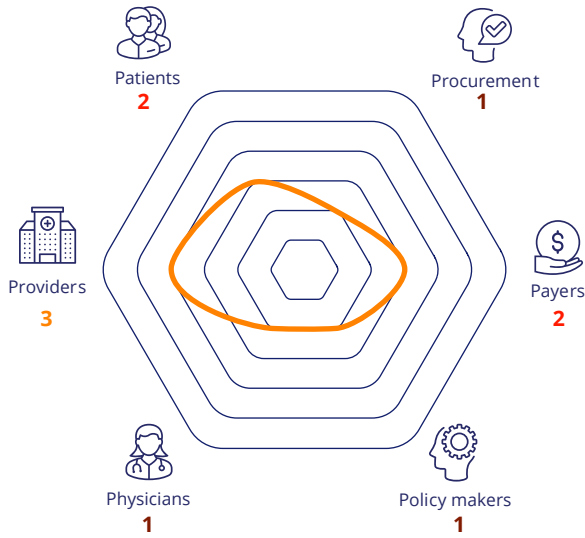 Patients
2
Procurement
1
Providers
3
$
Payers
2
Physicians
1
Policy makers
1